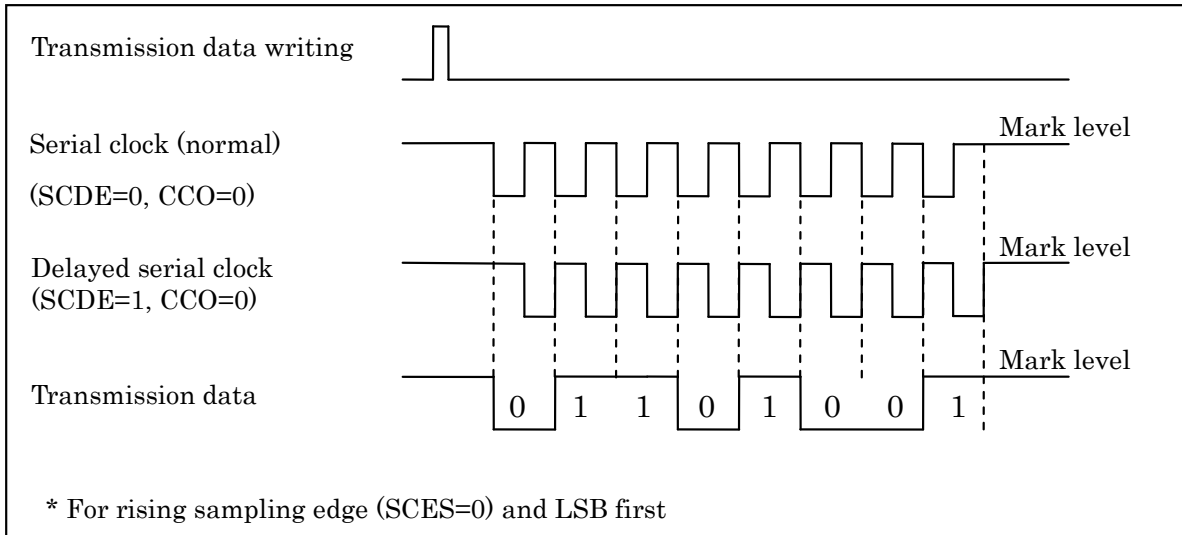 Transmission data writing
Mark level
Serial clock (normal)
(SCDE=0, CCO=0)
Mark level
Delayed serial clock
(SCDE=1, CCO=0)
Mark level
Transmission data
0 1 1 0 1 0 0 1
* For rising sampling edge (SCES=0) and LSB first